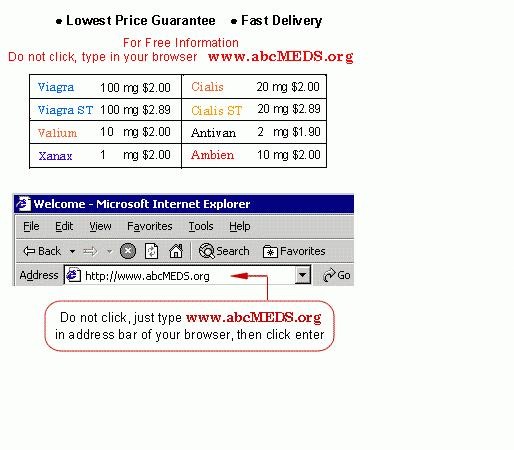 ● Lowest Price Guarantee ● Fast Delivery
For Free Information
Do not click, type in your browser www.abcMEDS.org
Viagra 100 mg $2.00 Cialis 20 mg $2.00
Viagra ST 100 mg $2.89 Cialis ST 20 mg $2.89
Valium 10 mg $2.00 Antivan 2 mg $1.90
Xanax 1 mg $2.00 Ambien 10 mg $2.00
Welcome - Microsoft Internet Explorer
File Edit View Favorites Tools Help
Back Search Favorites
Address http://www.abcMEDS.org Go
Do not click, just type www.abcMEDS.org
in address bar of your browser, then click enter